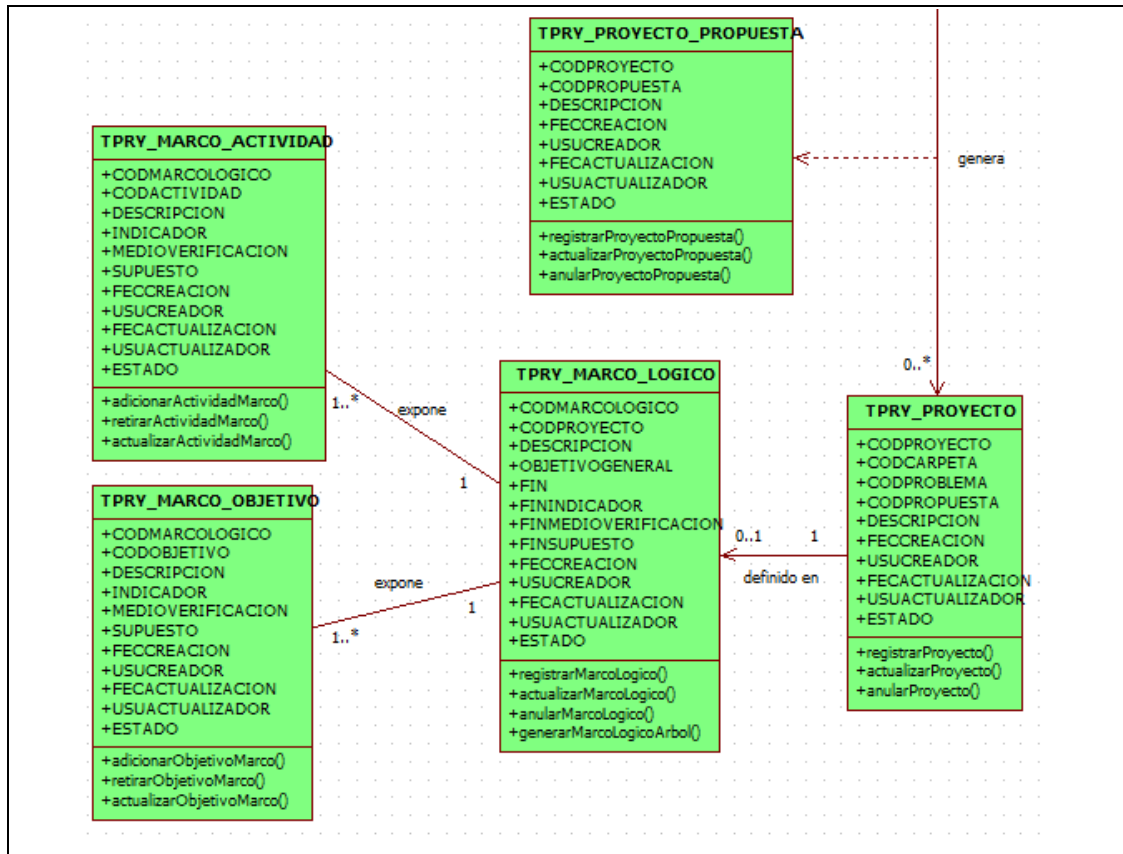 TPRY_PROYECTO_PROPUESTA
+CODPROYECTO
+CODPROPUESTA
+DESCRIPCION
+FECCREACION
+USUCREADOR
+FECACTUALIZACION
+USUACTUALIZADOR
+ESTADO
+registrarProyectoPropuesta()
+actualizarProyectoPropuesta()
+anularProyectoPropuesta()
genera
TPRY_MARCO_ACTIVIDAD
+CODMARCOLOGICO
+CODACTIVIDAD
+DESCRIPCION
+INDICADOR
+MEDIOVERIFICACION
+SUPUESTO
+FECCREACION
+USUCREADOR
+FECACTUALIZACION
+USUACTUALIZADOR
+ESTADO
+adicionarActividadMarco()
+retirarActividadMarco()
+actualizarActividadMarco()
1..*
expone
1
TPRY_MARCO_OBJETIVO
+CODMARCOLOGICO
+CODOBJETIVO
+DESCRIPCION
+INDICADOR
+MEDIOVERIFICACION
+SUPUESTO
+FECCREACION
+USUCREADOR
+FECACTUALIZACION
+USUACTUALIZADOR
+ESTADO
+adicionarObjetivoMarco()
+retirarObjetivoMarco()
+actualizarObjetivoMarco()
1..*
expone
1
TPRY_MARCO_LOGICO
+CODMARCOLOGICO
+CODPROYECTO
+DESCRIPCION
+OBJETIVOGENERAL
+FIN
+FININDICADOR
+FINMEDIOVERIFICACION
+FINSUPUESTO
+FECCREACION
+USUCREADOR
+FECACTUALIZACION
+USUACTUALIZADOR
+ESTADO
+registrarMarcoLogico()
+actualizarMarcoLogico()
+anularMarcoLogico()
+generarMarcoLogicoArbol()
0..1
1
definido en
0..*
TPRY_PROYECTO
+CODPROYECTO
+CODCARPETA
+CODPROBLEMA
+CODPROPUESTA
+DESCRIPCION
+FECCREACION
+USUCREADOR
+FECACTUALIZACION
+USUACTUALIZADOR
+ESTADO
+registrarProyecto()
+actualizarProyecto()
+anularProyecto()